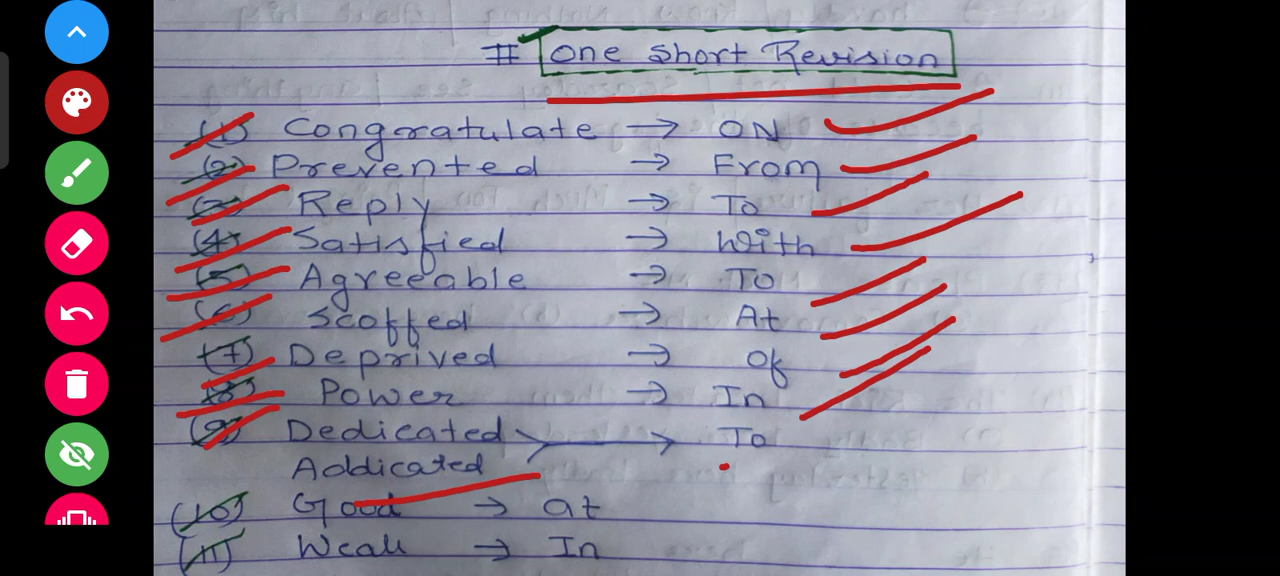 # One Short Revision
(1) Congratulate → ON
(2) Prevented → From
(3) Reply → To
(4) Satisfied → With
(5) Agreeable → To
(6) Scoffed → At
(7) Deprived → Of
(8) Power → In
(9) Dedicated → To
Addicated
(10) Good → at
(11) Weak → In